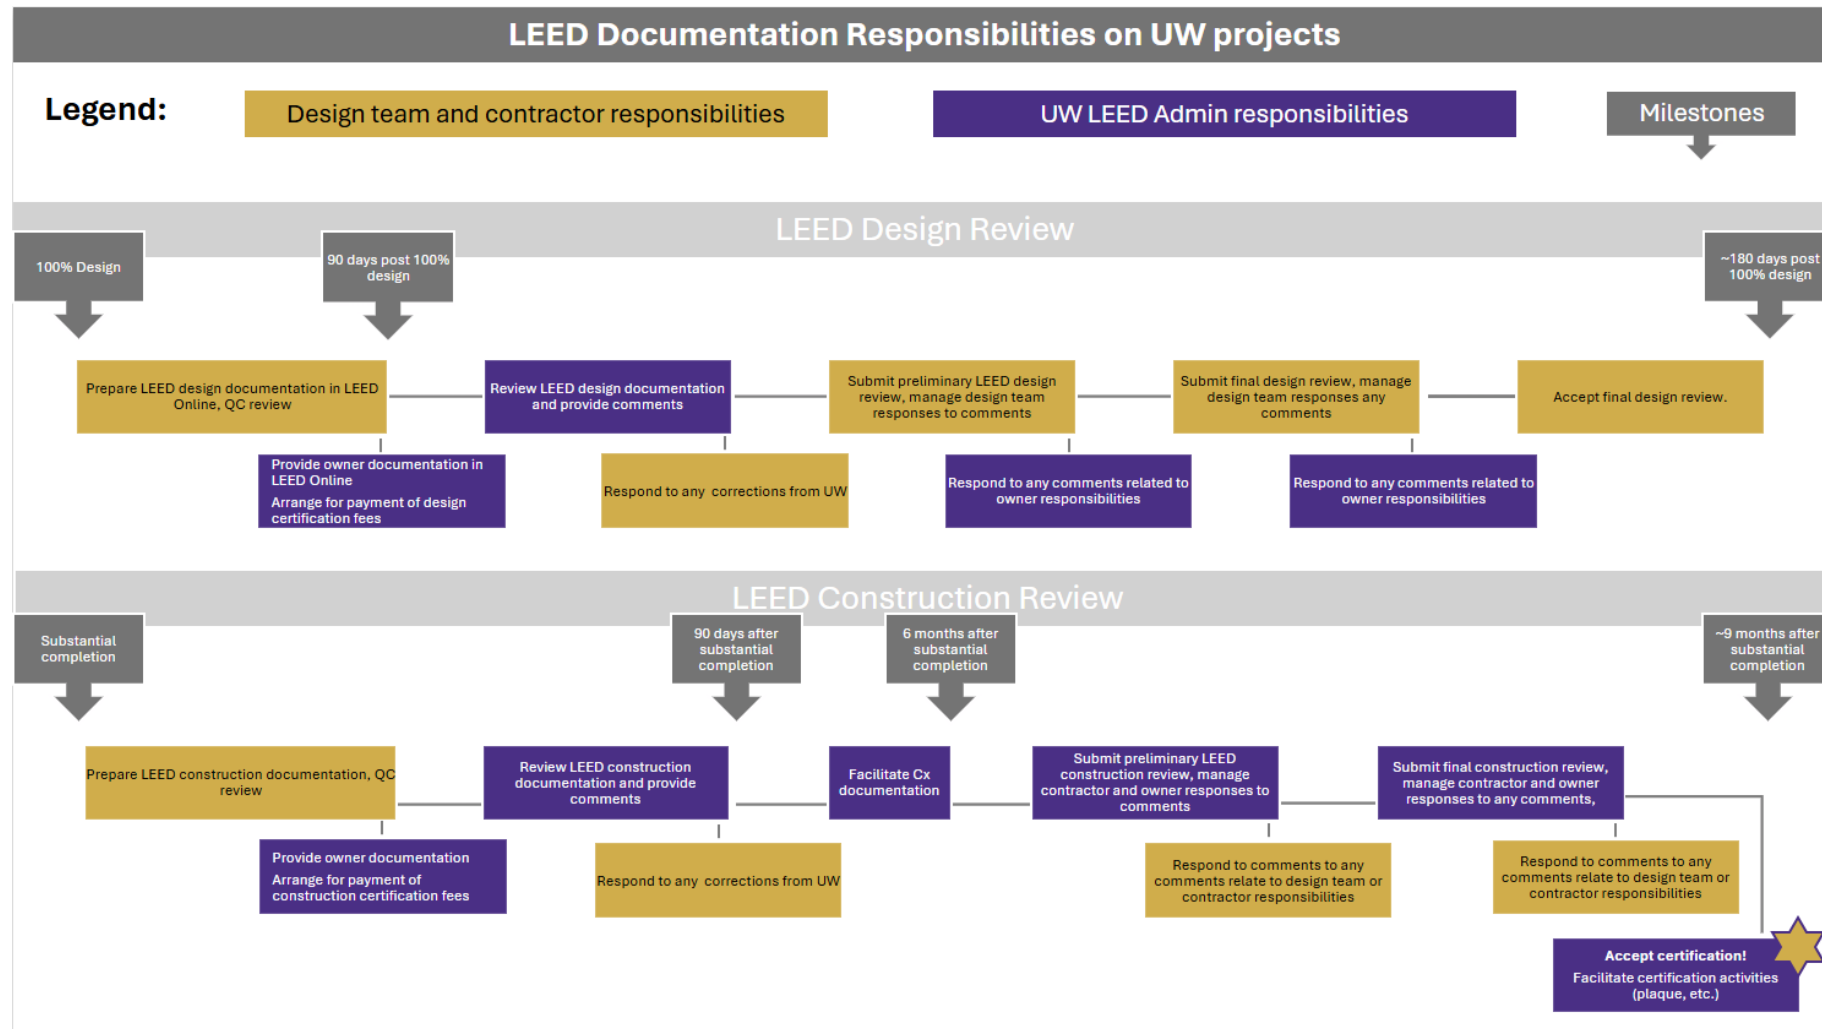 LEED Documentation Responsibilities on UW projects
Legend:
Design team and contractor responsibilities
UW LEED Admin responsibilities
Milestones
LEED Design Review
100% Design
90 days post 100%
design
~180 days post
100% design
Prepare LEED design documentation in LEED
Online, QC review
Review LEED design documentation
and provide comments
Submit preliminary LEED design
review, manage design team
responses to comments
Submit final design review, manage
design team responses any
comments
Accept final design review.
Provide owner documentation in
LEED Online
Arrange for payment of design
certification fees
Respond to any corrections from UW
Respond to any comments related to
owner responsibilities
Respond to any comments related to
owner responsibilities
LEED Construction Review
Substantial
completion
90 days after
substantial
completion
6 months after
substantial
completion
~9 months after
substantial
completion
Prepare LEED construction documentation, QC
review
Review LEED construction
documentation and provide
comments
Facilitate Cx
documentation
Submit preliminary LEED
construction review, manage
contractor and owner responses to
comments
Submit final construction review,
manage contractor and owner
responses to any comments,
Provide owner documentation
Arrange for payment of
construction certification fees
Respond to any corrections from UW
Respond to comments to any
comments relate to design team or
contractor responsibilities
Respond to comments to any
comments relate to design team or
contractor responsibilities
Accept certification!
Facilitate certification activities
(plaque, etc.)